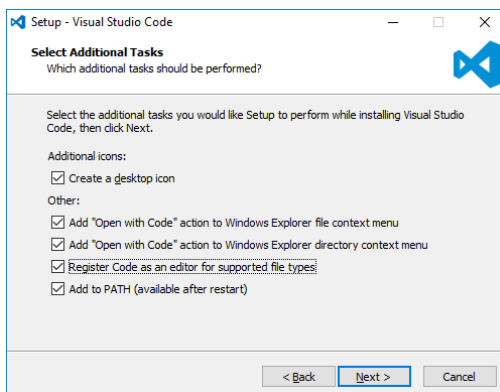 Setup - Visual Studio Code
Select Additional Tasks
Which additional tasks should be performed?
Select the additional tasks you would like Setup to perform while installing Visual Studio
Code, then click Next.
Additional icons:
Create a desktop icon
Other:
Add "Open with Code" action to Windows Explorer file context menu
Add "Open with Code" action to Windows Explorer directory context menu
Register Code as an editor for supported file types
Add to PATH (available after restart)
< Back Next > Cancel